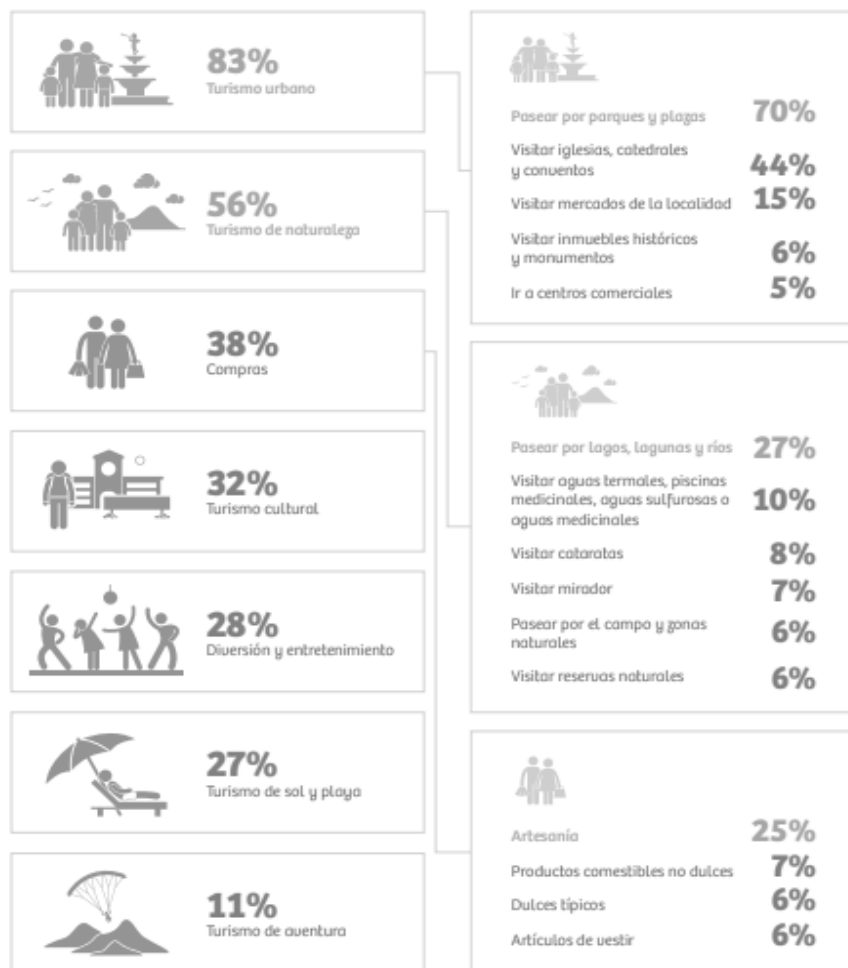 83%
Turismo urbano
56%
Turismo de naturaleza
38%
Compras
32%
Turismo cultural
28%
Diversión y entretenimiento
27%
Turismo de sol y playa
11%
Turismo de aventura
Pasear por parques y plazas 70%
Visitar iglesias, catedrales
y conventos 44%
Visitar mercados de la localidad 15%
Visitar inmuebles históricos
y monumentos 6%
Ir a centros comerciales 5%
Pasear por lagos, lagunas y ríos 27%
Visitar aguas termales, piscinas
medicinales, aguas sulfurosas o 10%
aguas medicinales
Visitar cataratas 8%
Visitar mirador 7%
Pasear por el campo y zonas 6%
naturales
Visitar reservas naturales 6%
Artesanía 25%
Productos comestibles no dulces 7%
Dulces típicos 6%
Artículos de vestir 6%